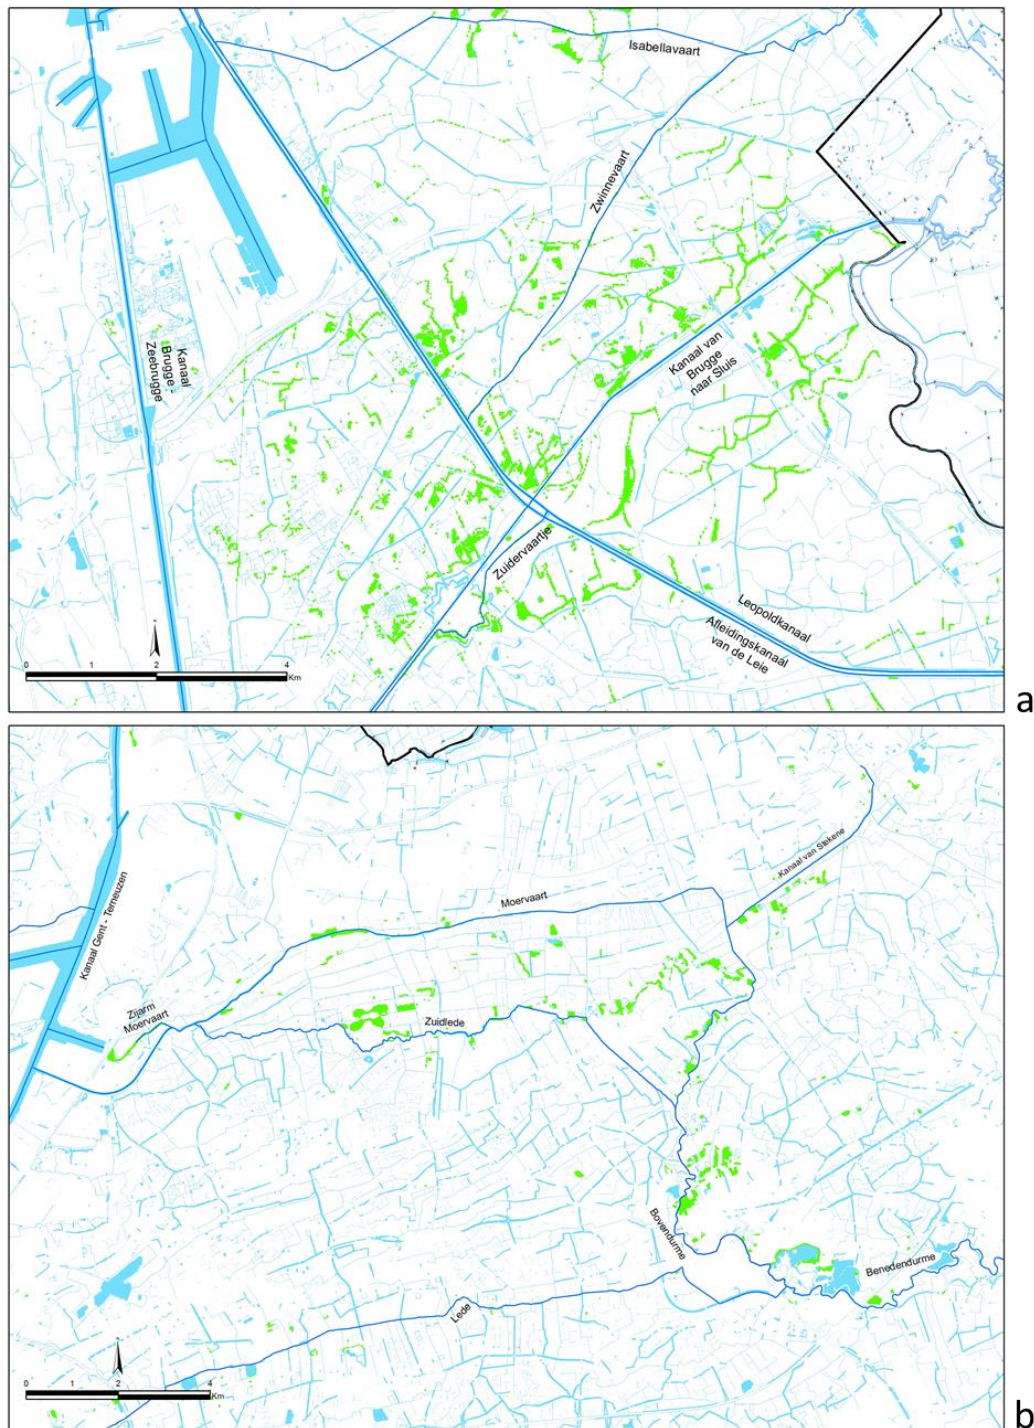 Isabellavaart
Zwinnevaart
Kanaal
Brugge -
Zeebrugge
Kanaal van
Brugge
naar Sluis
Zuidervaartje
Leopoldkanaal
Afleidingskanaal
van de Leie
0 1 2 4
Km
a
Kanaal van Stekene
Moervaart
Kanaal Gent - Terneuzen
Zijarm
Moervaart
Zuidlede
Bovendurme
Benedendurme
Lede
0 2 4
Km
b